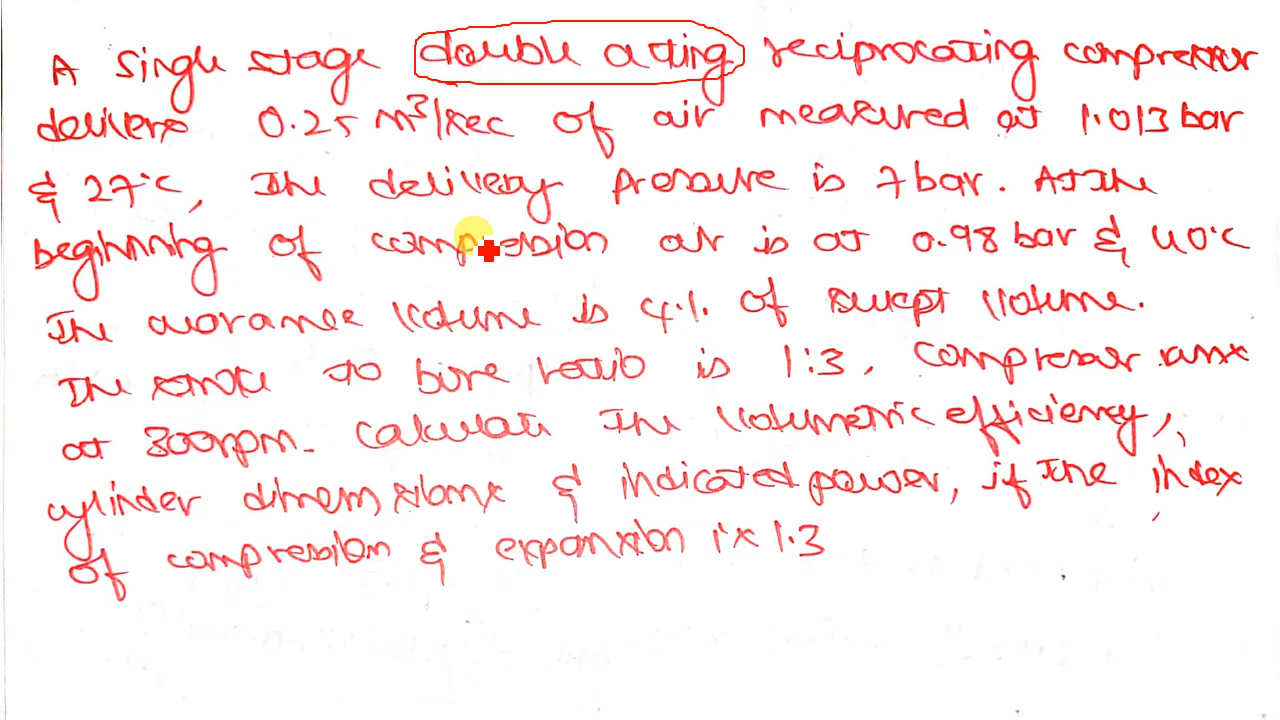 A single stage double acting reciprocating compressor
delivers 0.25 m³/sec of air measured at 1.013 bar
& 27°C, The delivery pressure is 7 bar. At the
beginning of compression air is at 0.98 bar & 40°C
The clearance volume is 4% of swept volume.
The stroke to bore ratio is 1:3, compressor runs
at 300rpm. Calculate The volumetric efficiency,
cylinder dimensions & indicated power, if The index
of compression & expansion is 1.3